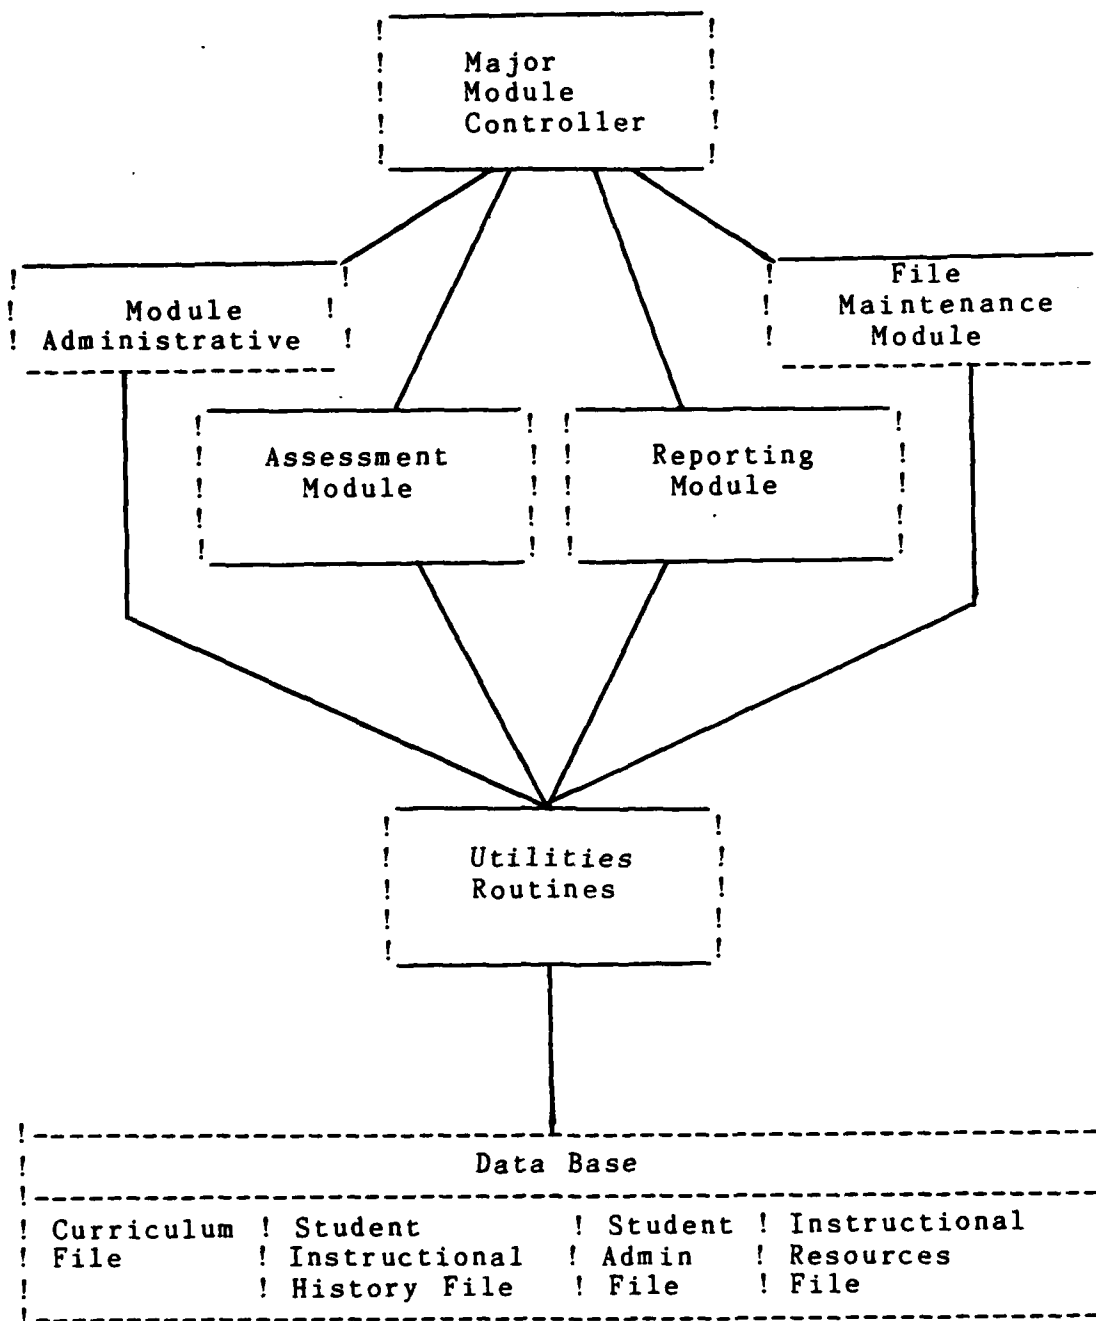 Major
Module
Controller
Module
Administrative
File
Maintenance
Module
Assessment
Module
Reporting
Module
Utilities
Routines
Data Base
Curriculum
File
Student
Instructional
History File
Student
Admin
File
Instructional
Resources
File